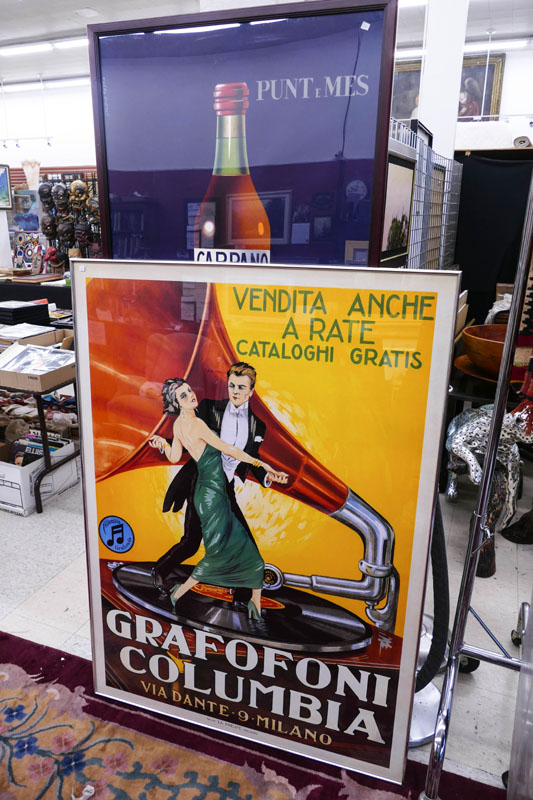 PUNT E MES
CARPANO
VENDITA ANCHE
A RATE
CATALOGHI GRATIS
GRAFOFONI
COLUMBIA
VIA DANTE·9·MILANO